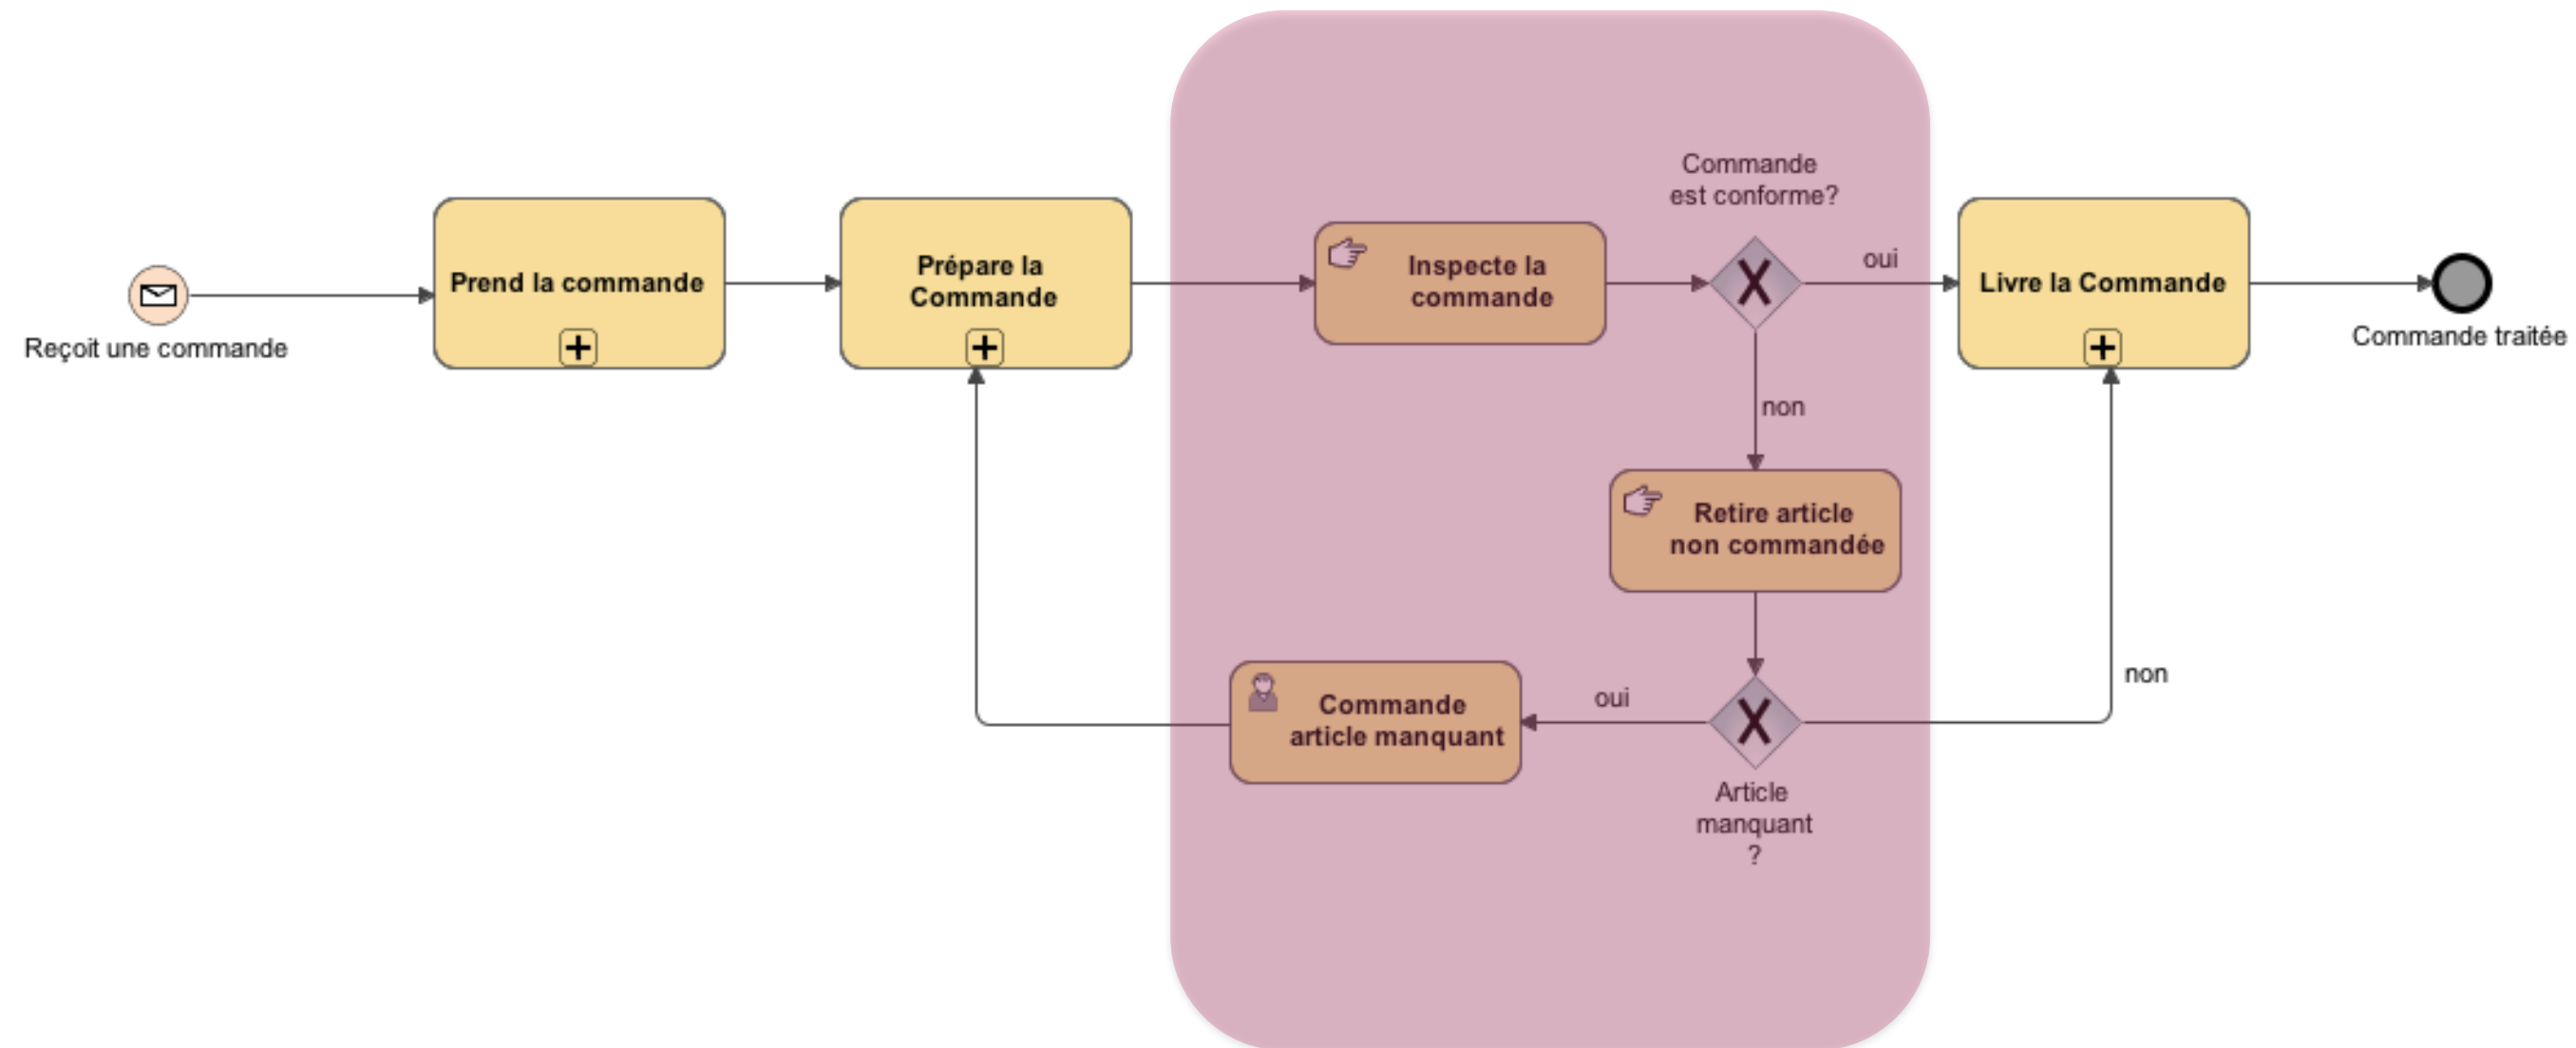 Reçoit une commande
Prend la commande
Prépare la
Commande
Inspecte la
commande
Commande
est conforme?
oui
Livre la Commande
Commande traitée
non
Retire article
non commandée
Commande
article manquant
oui
Article
manquant
?
non